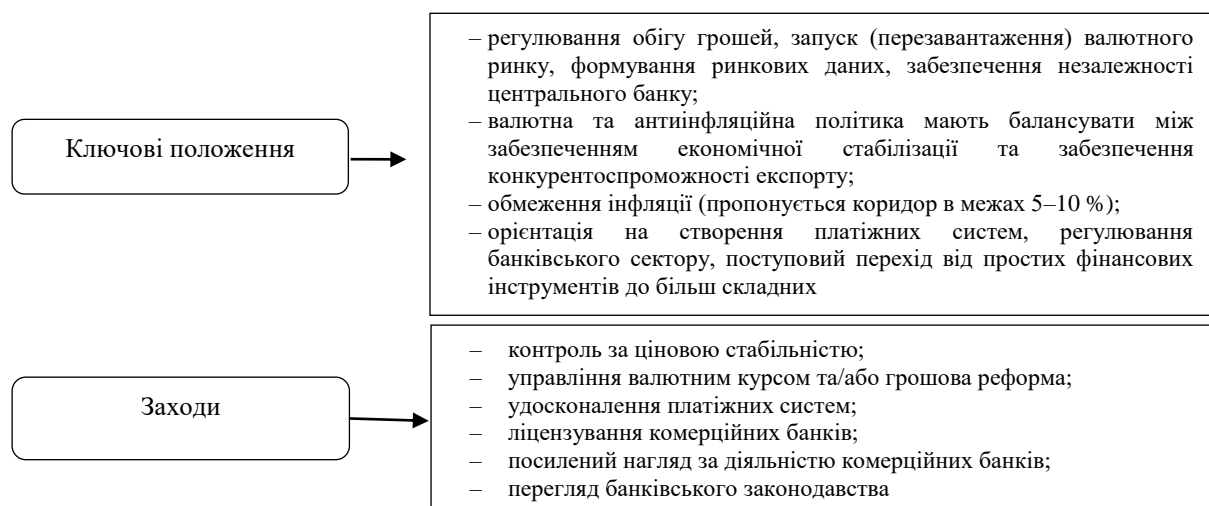 Ключові положення
– регулювання обігу грошей, запуск (перезавантаження) валютного
ринку, формування ринкових даних, забезпечення незалежності
центрального банку;
– валютна та антиінфляційна політика мають балансувати між
забезпеченням економічної стабілізації та забезпечення
конкурентоспроможності експорту;
– обмеження інфляції (пропонується коридор в межах 5–10 %);
– орієнтація на створення платіжних систем, регулювання
банківського сектору, поступовий перехід від простих фінансових
інструментів до більш складних
Заходи
– контроль за ціновою стабільністю;
– управління валютним курсом та/або грошова реформа;
– удосконалення платіжних систем;
– ліцензування комерційних банків;
– посилений нагляд за діяльністю комерційних банків;
– перегляд банківського законодавства